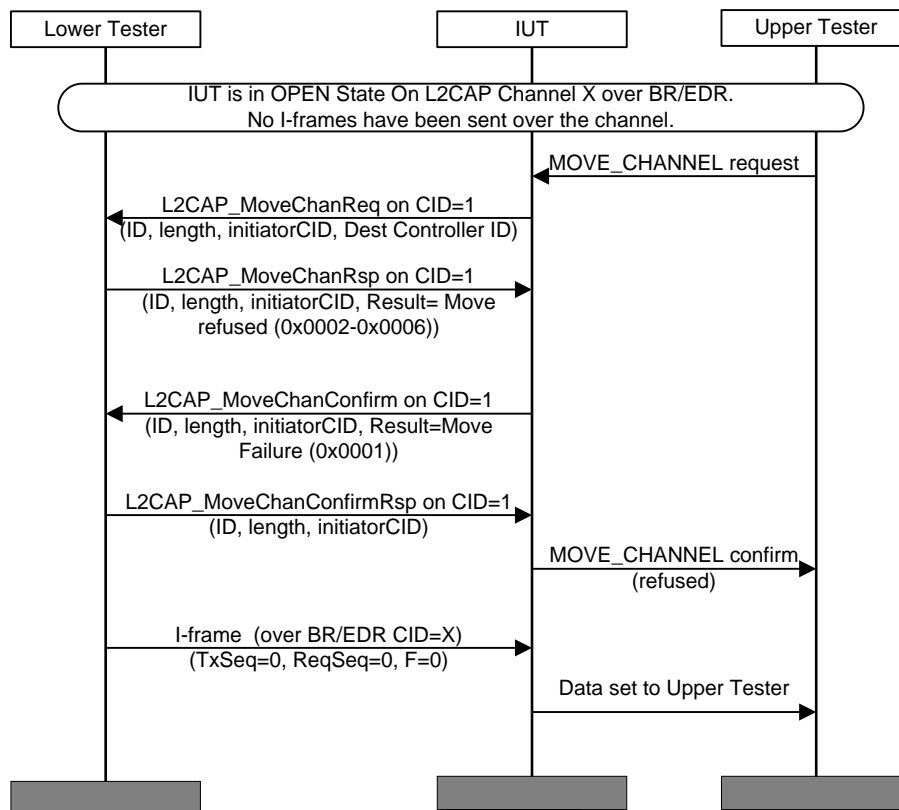 Lower Tester
IUT
Upper Tester
IUT is in OPEN State On L2CAP Channel X over BR/EDR.
No I-frames have been sent over the channel.
MOVE_CHANNEL request
L2CAP_MoveChanReq on CID=1
(ID, length, initiatorCID, Dest Controller ID)
L2CAP_MoveChanRsp on CID=1
(ID, length, initiatorCID, Result= Move
refused (0x0002-0x0006))
L2CAP_MoveChanConfirm on CID=1
(ID, length, initiatorCID, Result=Move
Failure (0x0001))
L2CAP_MoveChanConfirmRsp on CID=1
(ID, length, initiatorCID)
MOVE_CHANNEL confirm
(refused)
I-frame (over BR/EDR CID=X)
(TxSeq=0, ReqSeq=0, F=0)
Data set to Upper Tester